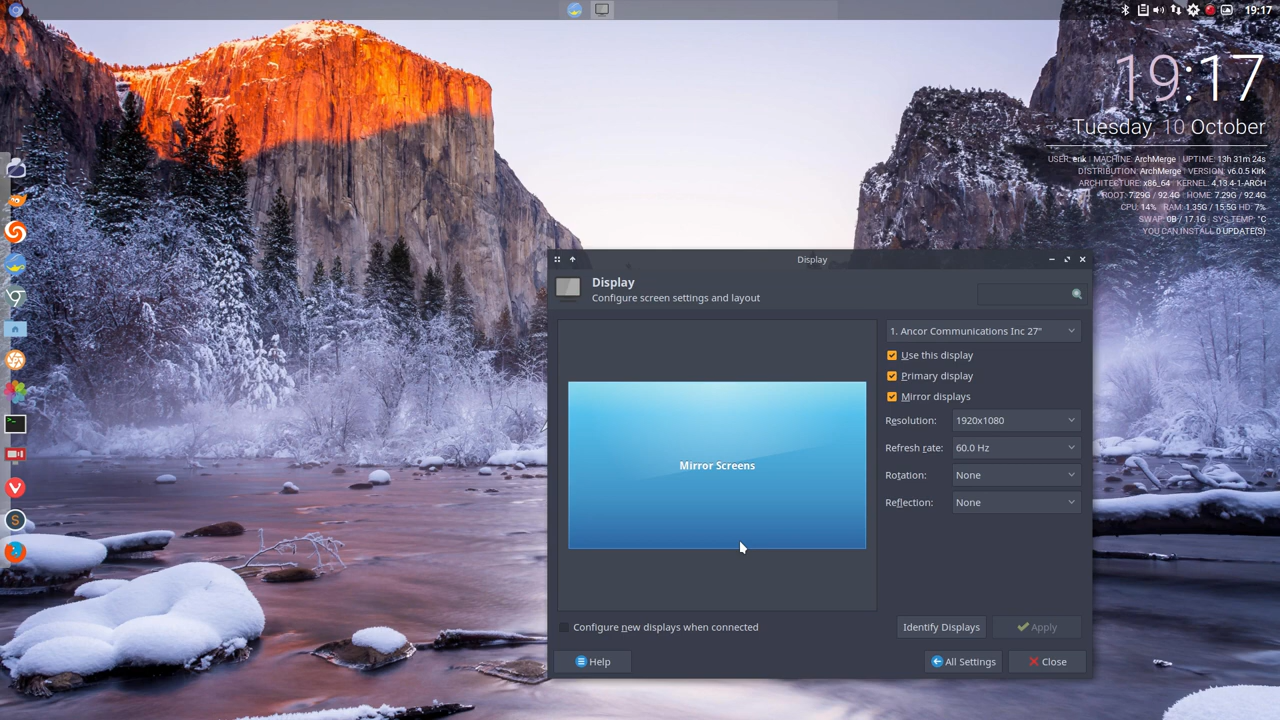 19:17
19:17
Tuesday, 10 October
USER: erik | MACHINE: ArchMerge | UPTIME: 13h 31m 24s
DISTRIBUTION: ArchMerge | VERSION: v6.0.5 Kirk
ARCHITECTURE: x86_64 | KERNEL: 4.13.4-1-ARCH
ROOT: 7.29G / 92.4G | HOME: 7.29G / 92.4G
CPU: 14% | RAM: 1.35G / 15.5G HD: 7%
SWAP: 0B / 17.1G | SYS TEMP: °C
YOU CAN INSTALL 0 UPDATE(S)
Display
Display
Configure screen settings and layout
1. Ancor Communications Inc 27"
Use this display
Primary display
Mirror displays
Resolution: 1920x1080
Refresh rate: 60.0 Hz
Rotation: None
Reflection: None
Mirror Screens
Configure new displays when connected
Identify Displays
Apply
Help
All Settings
Close